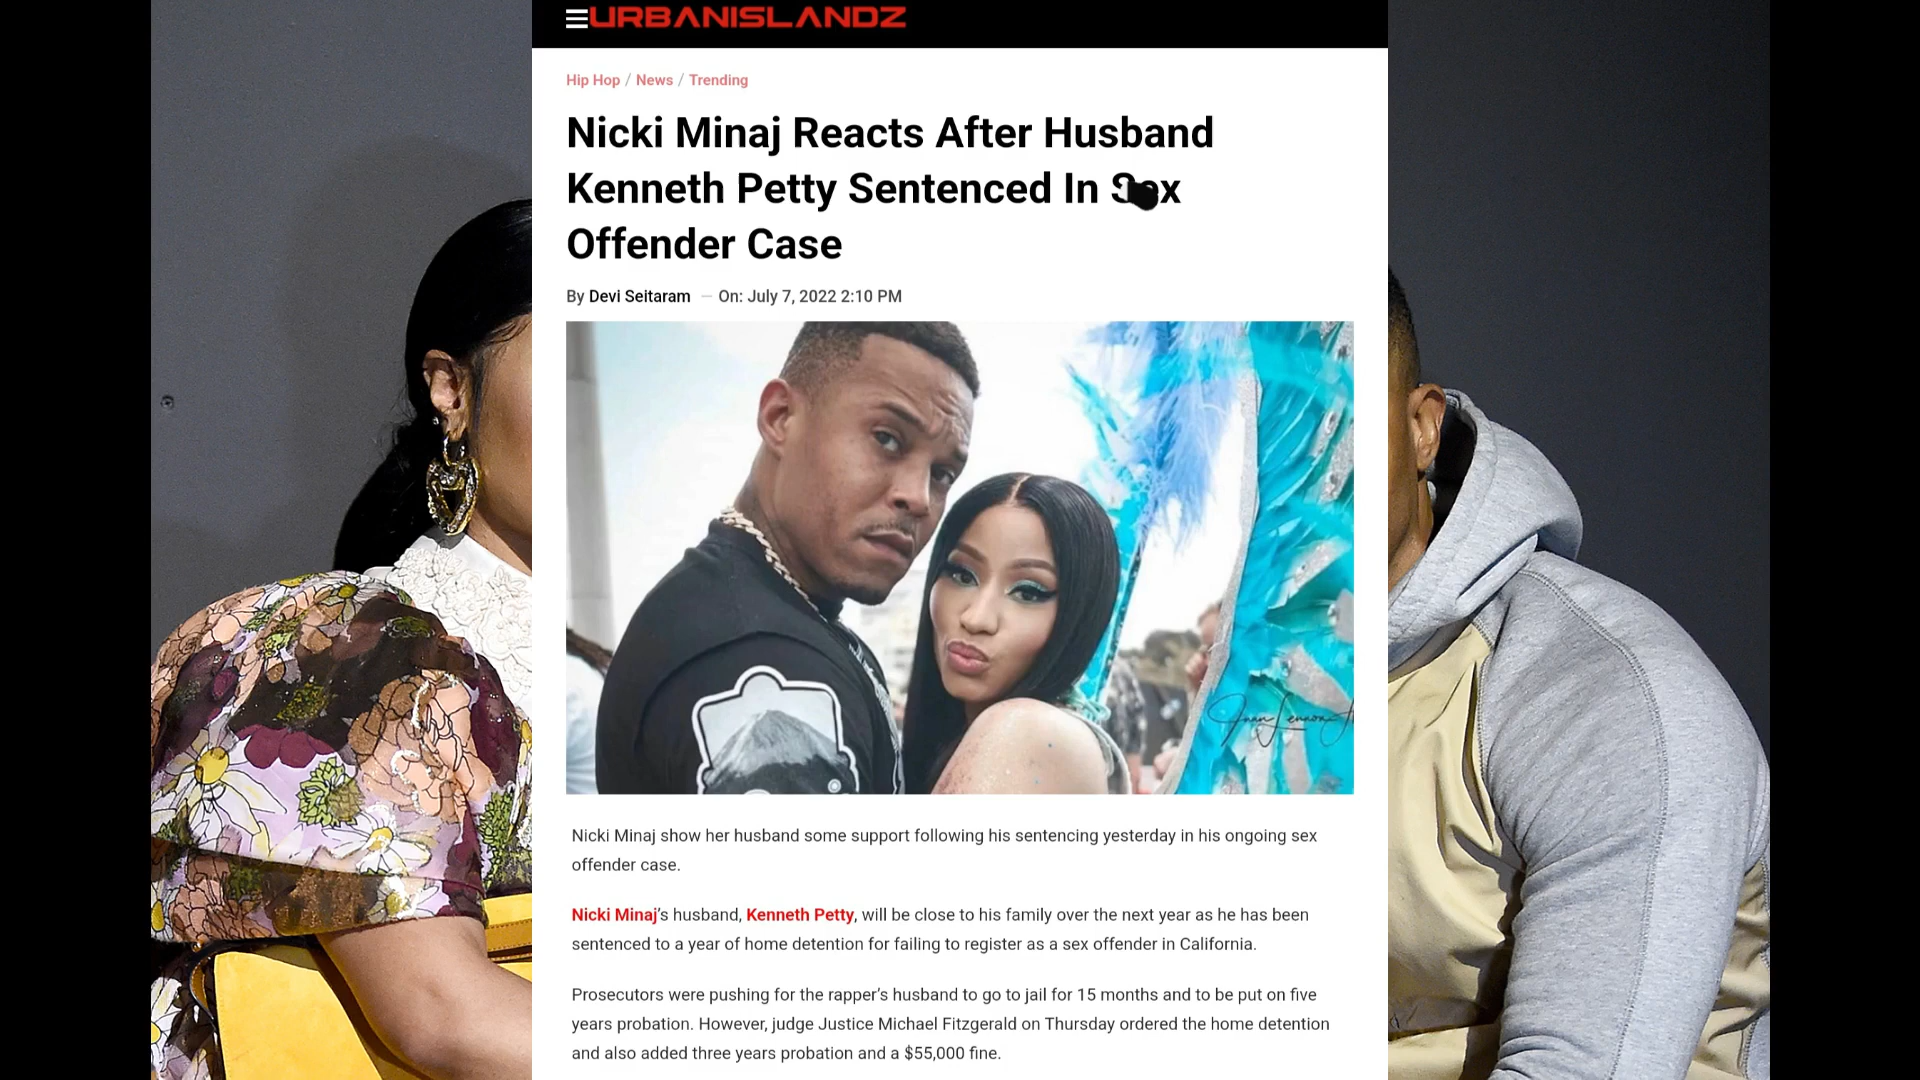 URBANISLANDZ
Hip Hop / News / Trending
Nicki Minaj Reacts After Husband
Kenneth Petty Sentenced In Sex
Offender Case
By Devi Seitaram — On: July 7, 2022 2:10 PM
Juan Lennon Jr
Nicki Minaj show her husband some support following his sentencing yesterday in his ongoing sex
offender case.
Nicki Minaj's husband, Kenneth Petty, will be close to his family over the next year as he has been
sentenced to a year of home detention for failing to register as a sex offender in California.
Prosecutors were pushing for the rapper's husband to go to jail for 15 months and to be put on five
years probation. However, judge Justice Michael Fitzgerald on Thursday ordered the home detention
and also added three years probation and a $55,000 fine.